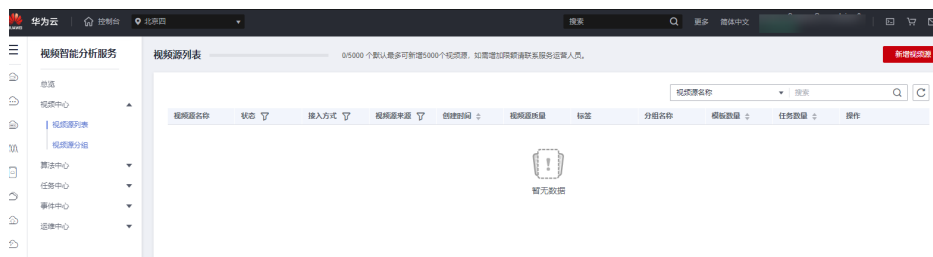 华为云 控制台 北京四 搜索 更多 简体中文
视频智能分析服务
总览
视频中心
视频源列表
视频源分组
算法中心
任务中心
事件中心
运维中心
视频源列表 0/5000 个默认最多可新增5000个视频源，如需增加限额请联系服务运营人员。 新增视频源
视频源名称 搜索
视频源名称 状态 接入方式 视频源来源 创建时间 视频源质量 标签 分组名称 模板数量 任务数量 操作
暂无数据